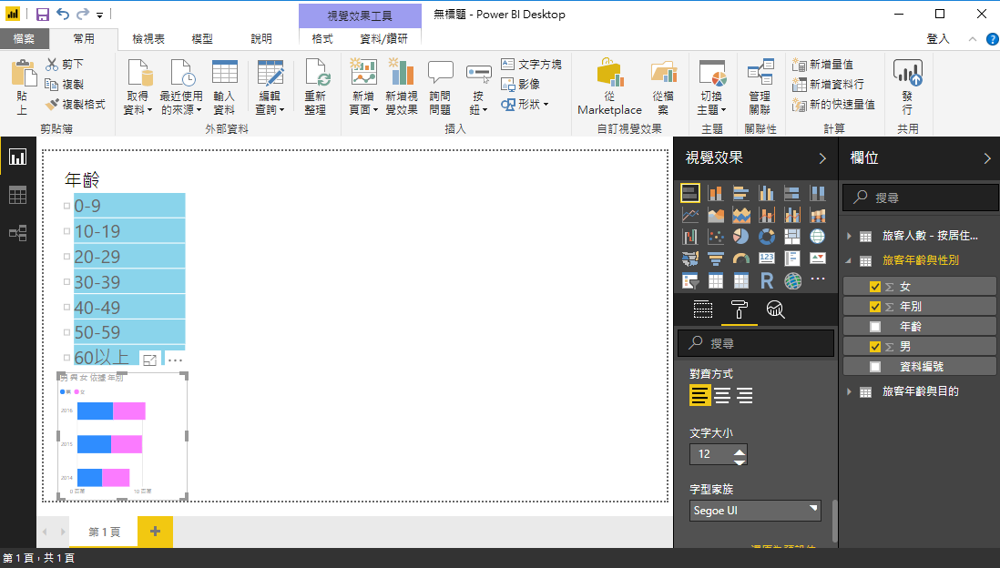 視覺效果工具
無標題 - Power BI Desktop
檔案
常用
檢視表
模型
說明
格式
資料/鑽研
登入
貼上
剪下
複製
複製格式
剪貼簿
取得資料
最近使用的來源
輸入資料
編輯查詢
重新整理
外部資料
新增頁面
新增視覺效果
詢問問題
按鈕
文字方塊
影像
形狀
插入
從 Marketplace
從檔案
自訂視覺效果
切換主題
主題
管理關聯
關聯性
新增量值
新增資料行
新的快速量值
計算
發行
共用
年齡
0-9
10-19
20-29
30-39
40-49
50-59
60以上
男 與 女 依據 年別
男 女
2016
2015
2014
0 百萬
10 百萬
第 1 頁
第 1 頁，共 1 頁
視覺效果
搜尋
對齊方式
文字大小
12
字型家族
Segoe UI
欄位
搜尋
旅客人數 - 按居住...
旅客年齡與性別
女
年別
年齡
男
資料編號
旅客年齡與目的